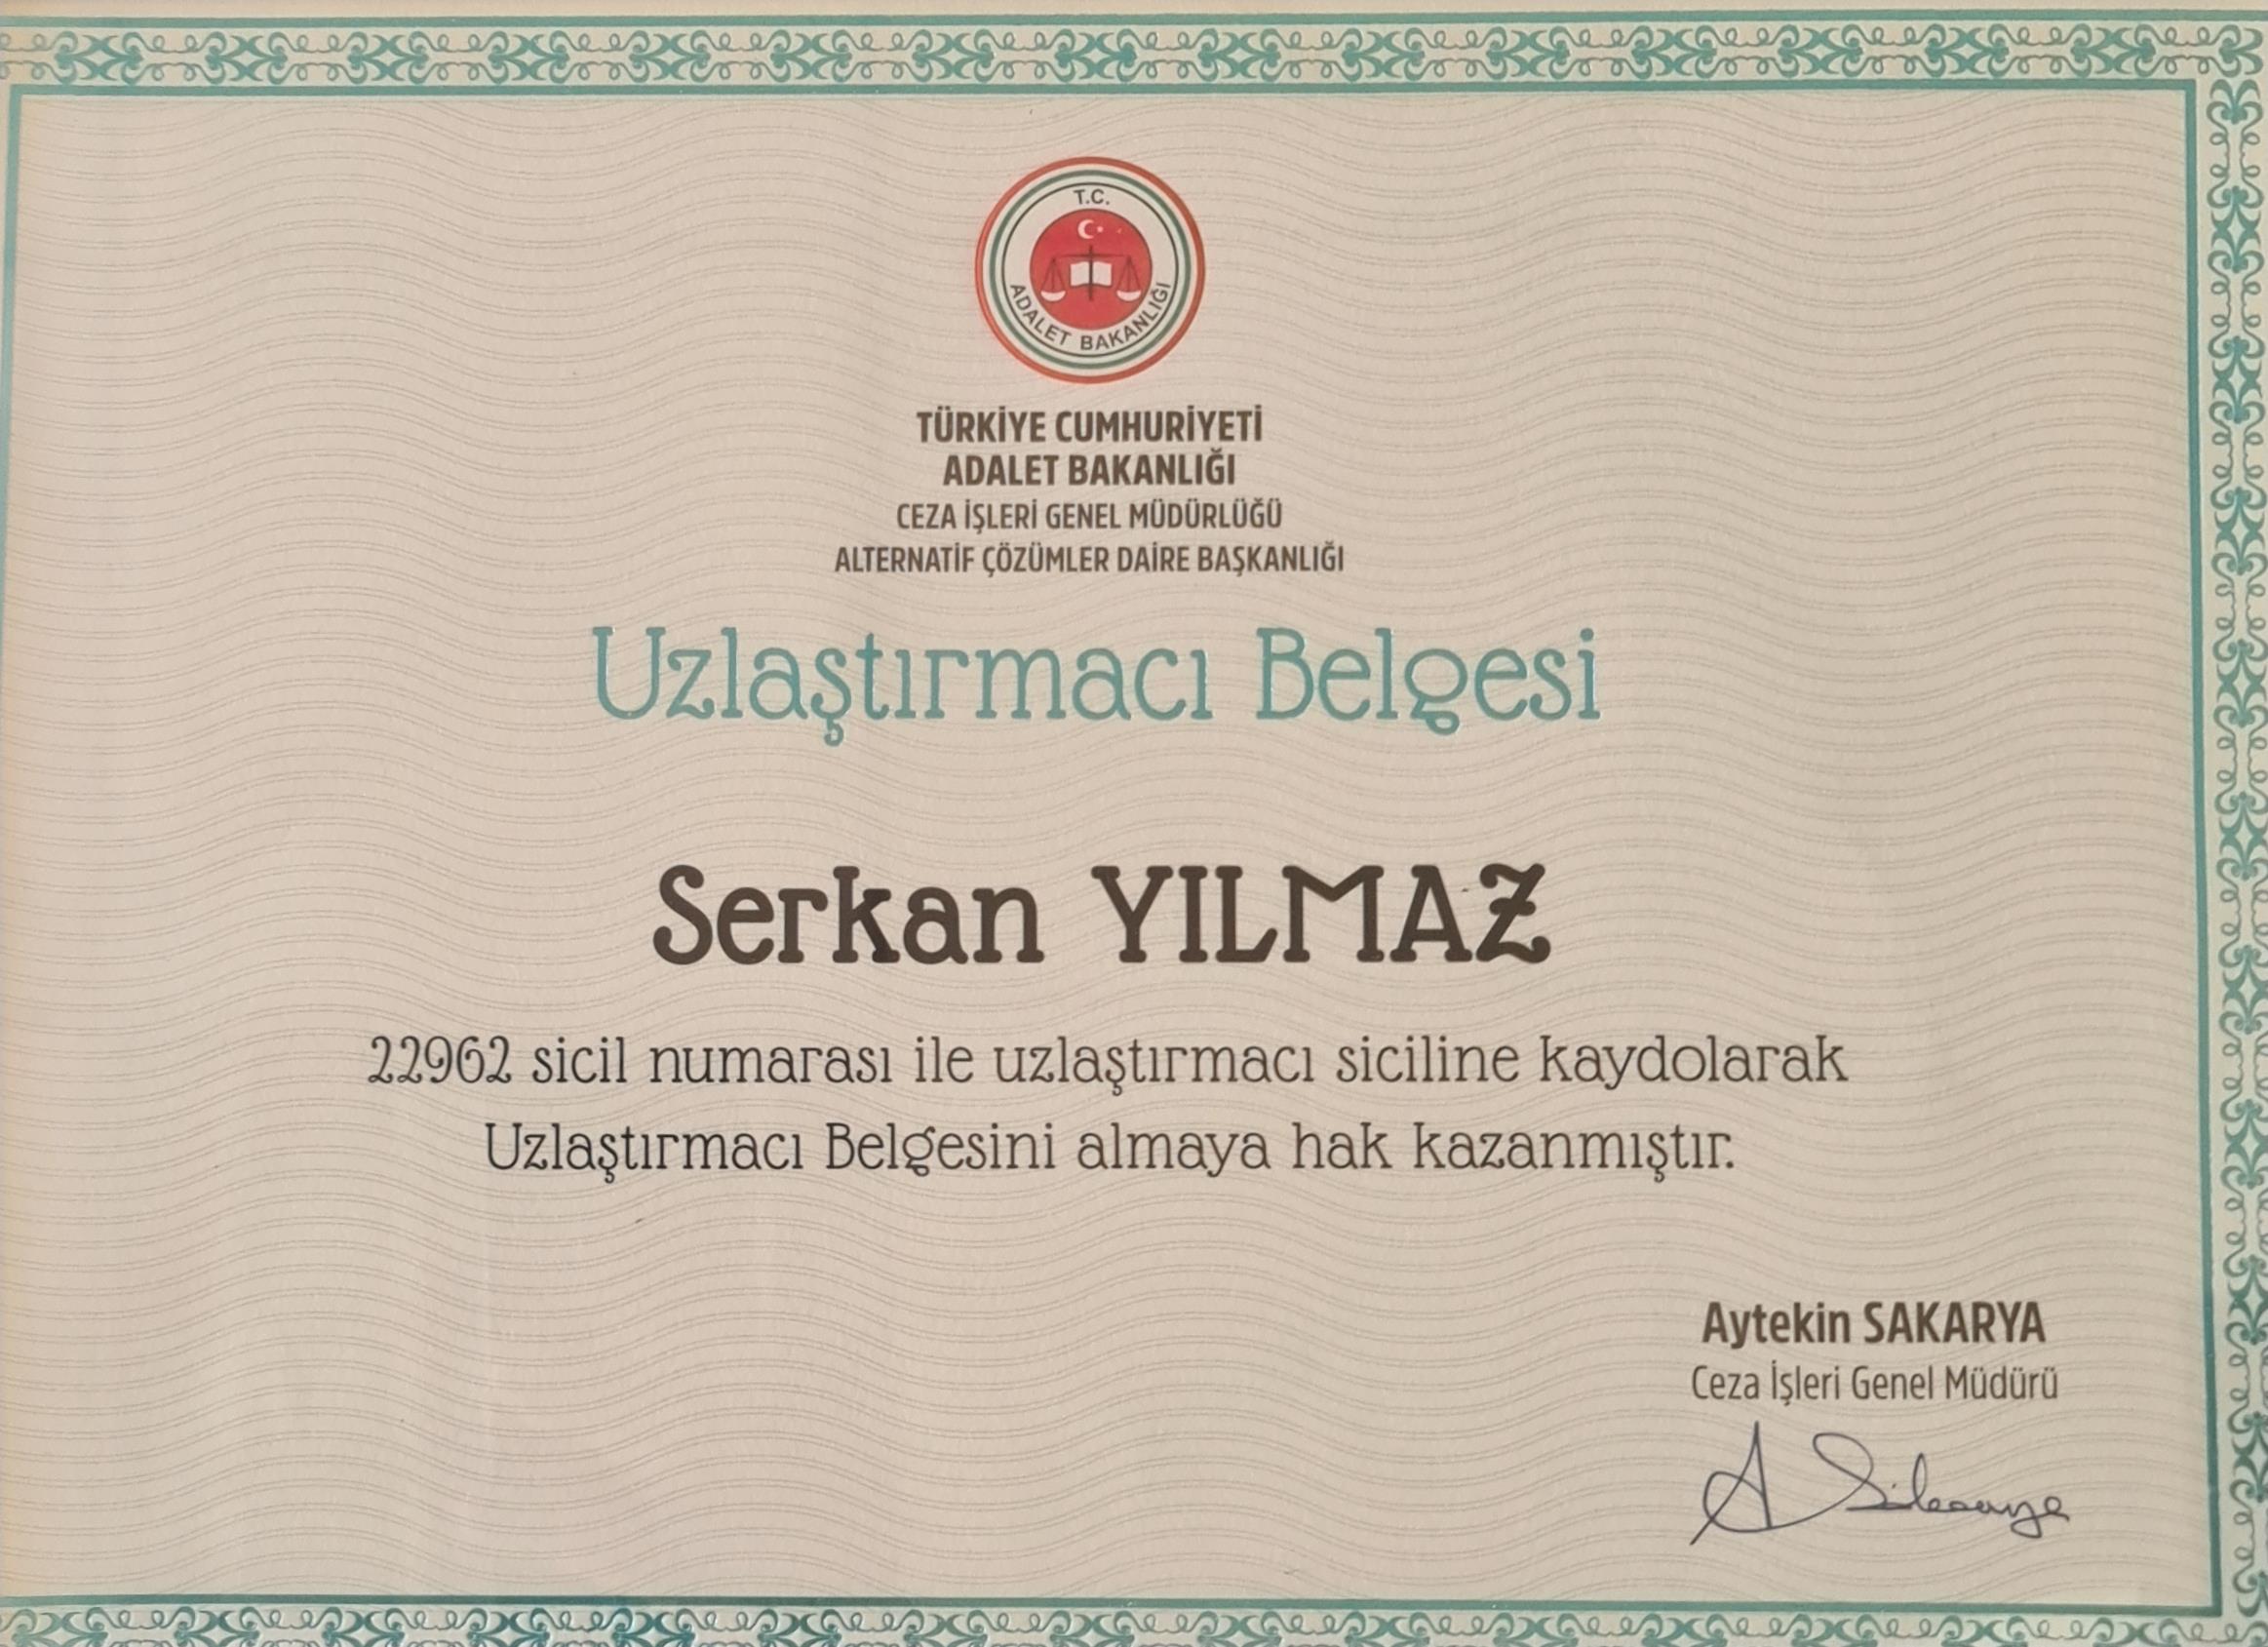 T.C.
ADALET BAKANLIĞI
TÜRKİYE CUMHURİYETİ
ADALET BAKANLIĞI
CEZA İŞLERİ GENEL MÜDÜRLÜĞÜ
ALTERNATİF ÇÖZÜMLER DAİRE BAŞKANLIĞI
Uzlaştırmacı Belgesi
Serkan YILMAZ
22962 sicil numarası ile uzlaştırmacı siciline kaydolarak
Uzlaştırmacı Belgesini almaya hak kazanmıştır.
Aytekin SAKARYA
Ceza İşleri Genel Müdürü